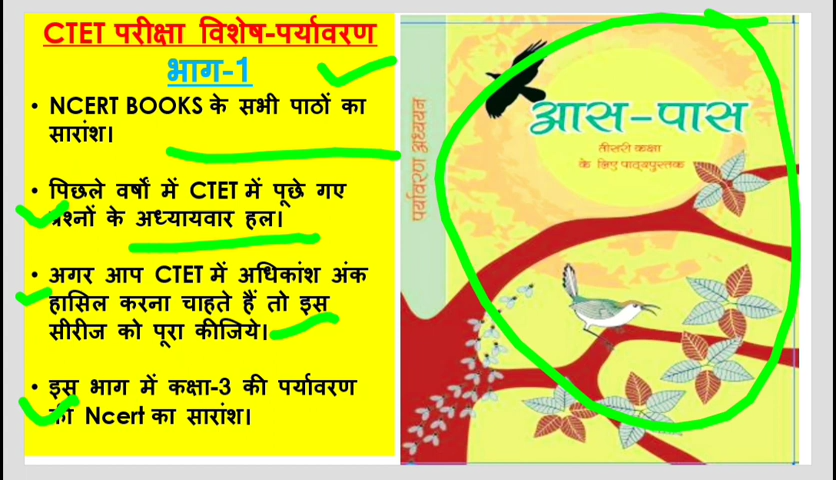 CTET परीक्षा विशेष-पर्यावरण
भाग-1
• NCERT BOOKS के सभी पाठों का
सारांश।
• पिछले वर्षों में CTET में पूछे गए
प्रश्नों के अध्यायवार हल।
• अगर आप CTET में अधिकांश अंक
हासिल करना चाहते हैं तो इस
सीरीज को पूरा कीजिये।
• इस भाग में कक्षा-3 की पर्यावरण
की Ncert का सारांश।
पर्यावरण अध्ययन
आस-पास
तीसरी कक्षा
के लिए पाठ्यपुस्तक